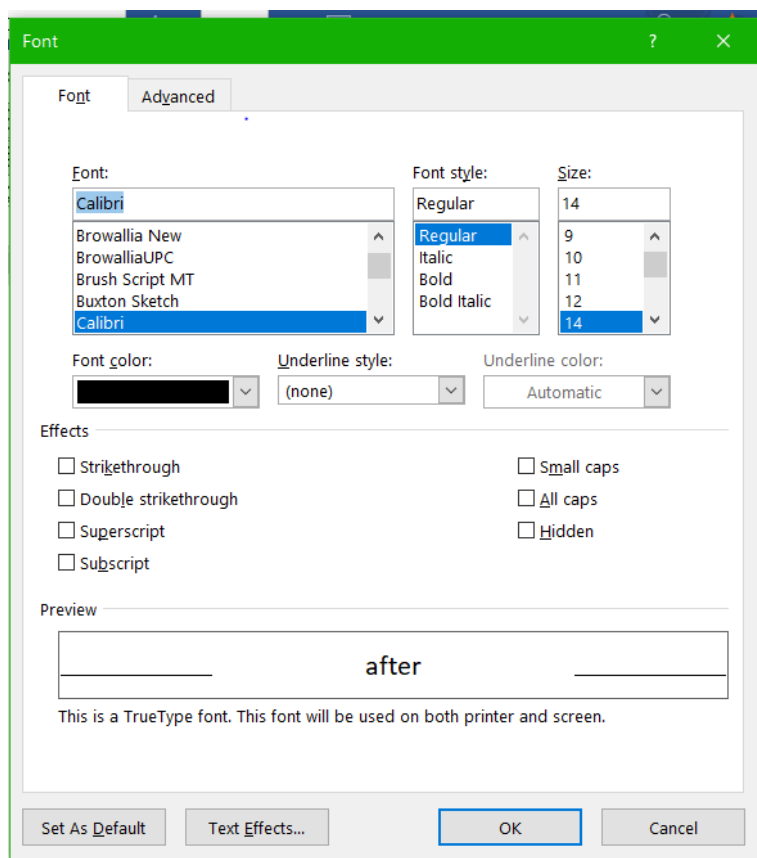 Font ?
Font Advanced
Font: Font style: Size:
Calibri Regular 14
Browallia New Regular 9
BrowalliaUPC Italic 10
Brush Script MT Bold 11
Buxton Sketch Bold Italic 12
Calibri 14
Font color: Underline style: Underline color:
(none) Automatic
Effects
Strikethrough Small caps
Double strikethrough All caps
Superscript Hidden
Subscript
Preview
after
This is a TrueType font. This font will be used on both printer and screen.
Set As Default Text Effects... OK Cancel